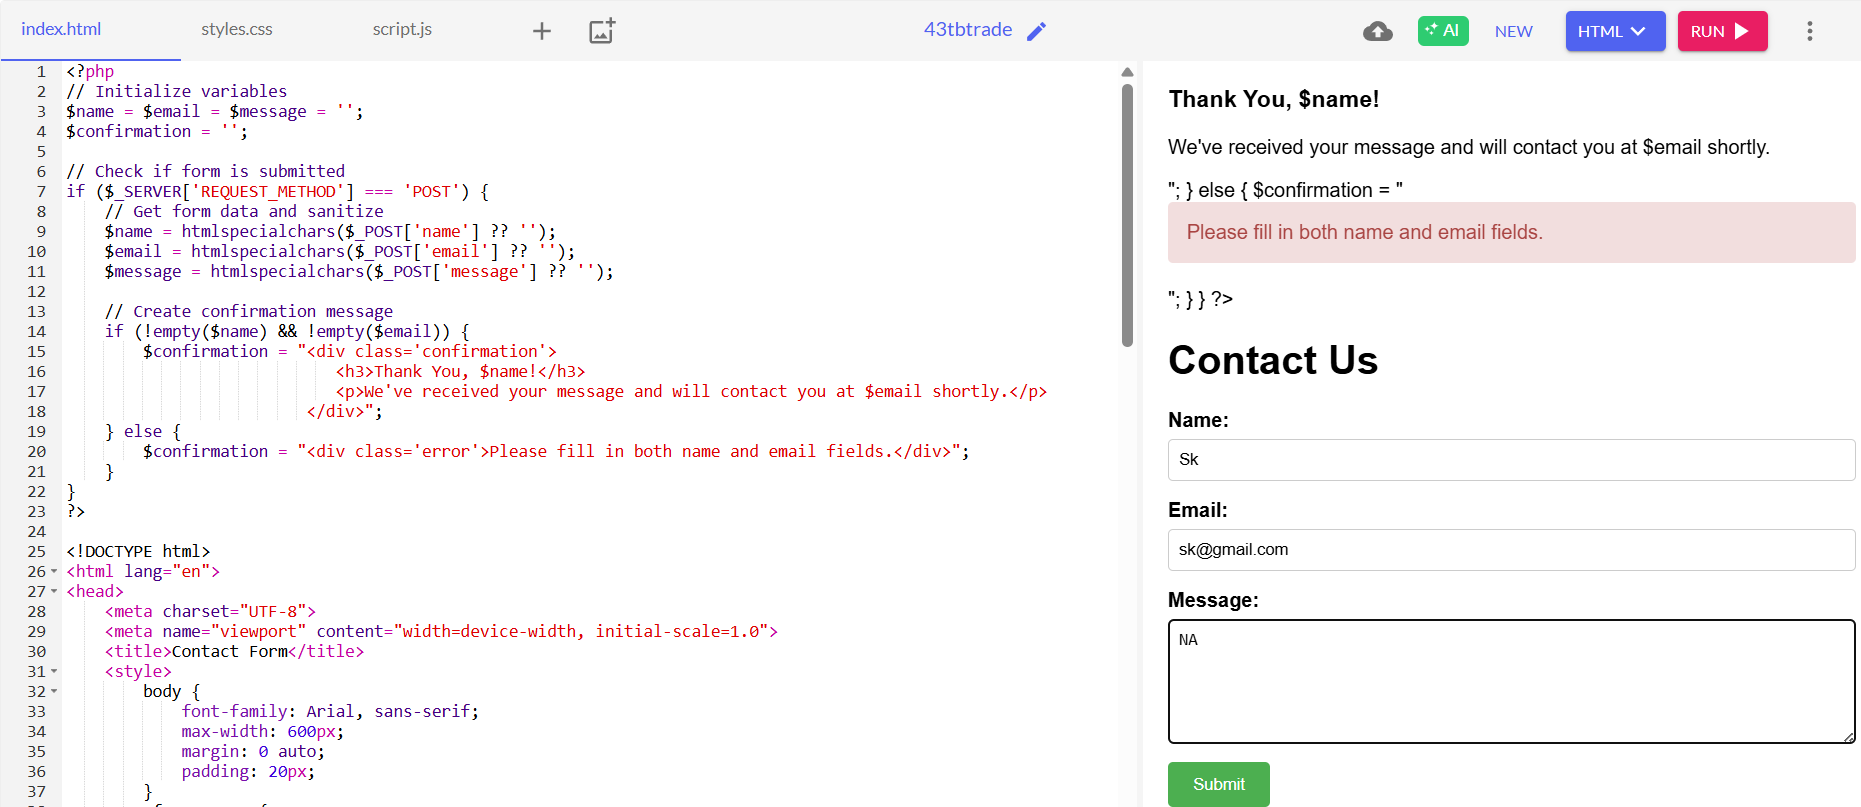 index.html styles.css script.js + 43tbtrade AI NEW HTML RUN
1 <?php
2 // Initialize variables
3 $name = $email = $message = '';
4 $confirmation = '';
5
6 // Check if form is submitted
7 if ($_SERVER['REQUEST_METHOD'] === 'POST') {
8 // Get form data and sanitize
9 $name = htmlspecialchars($_POST['name'] ?? '');
10 $email = htmlspecialchars($_POST['email'] ?? '');
11 $message = htmlspecialchars($_POST['message'] ?? '');
12
13 // Create confirmation message
14 if (!empty($name) && !empty($email)) {
15 $confirmation = "<div class='confirmation'>
16 <h3>Thank You, $name!</h3>
17 <p>We've received your message and will contact you at $email shortly.</p>
18 </div>";
19 } else {
20 $confirmation = "<div class='error'>Please fill in both name and email fields.</div>";
21 }
22 }
23 ?>
24
25 <!DOCTYPE html>
26 <html lang="en">
27 <head>
28 <meta charset="UTF-8">
29 <meta name="viewport" content="width=device-width, initial-scale=1.0">
30 <title>Contact Form</title>
31 <style>
32 body {
33 font-family: Arial, sans-serif;
34 max-width: 600px;
35 margin: 0 auto;
36 padding: 20px;
37 }
Thank You, $name!
We've received your message and will contact you at $email shortly.
"; } else { $confirmation = "
Please fill in both name and email fields.
"; } } ?>
Contact Us
Name:
Sk
Email:
sk@gmail.com
Message:
NA
Submit